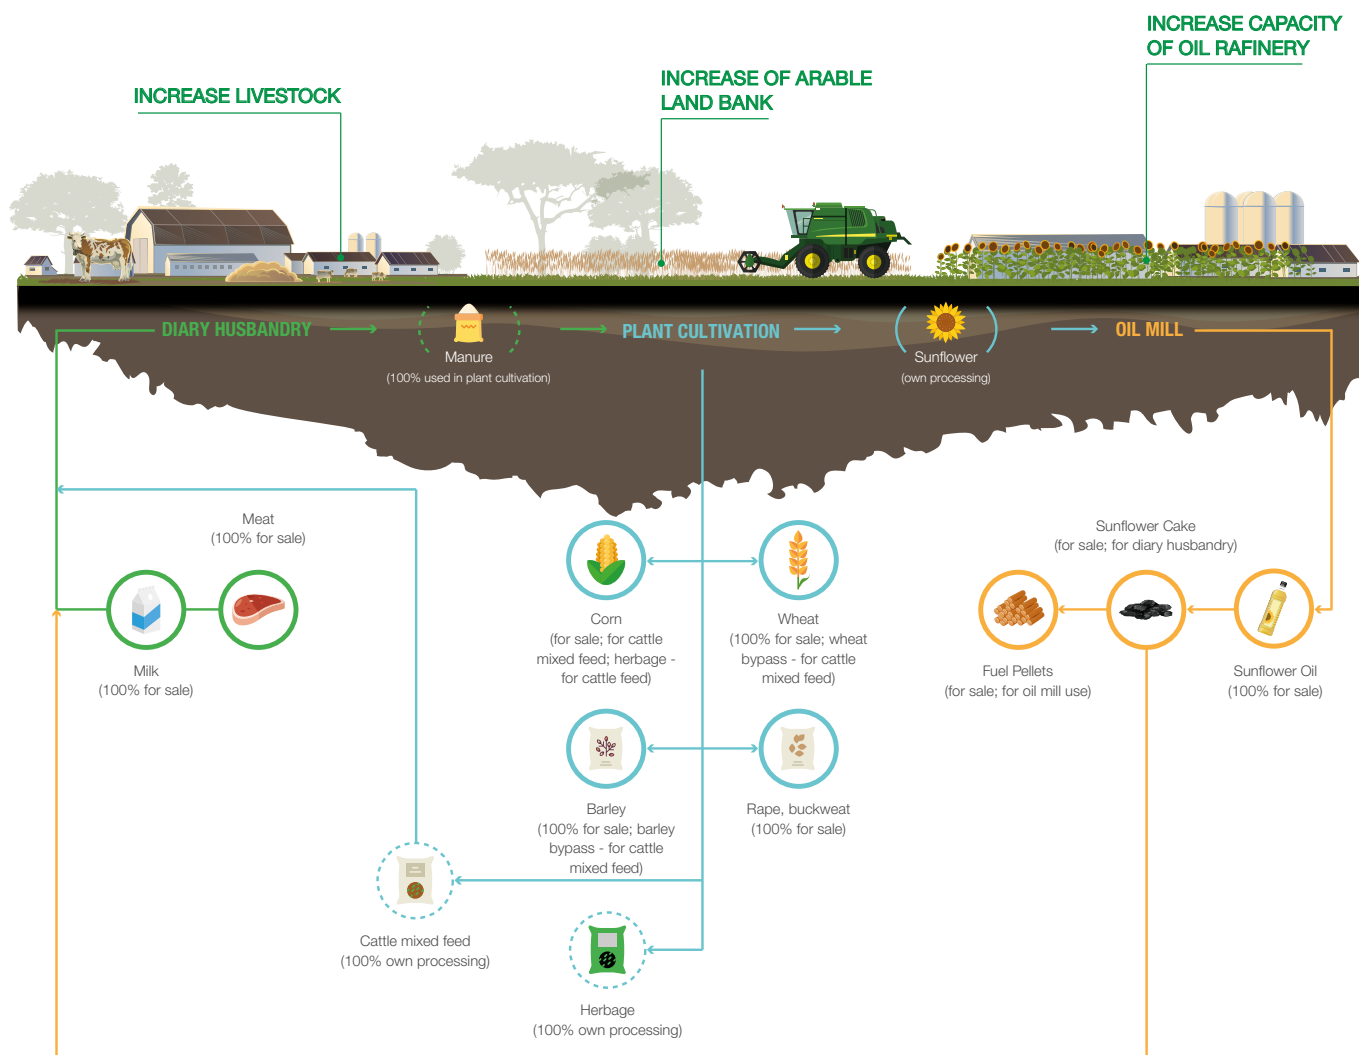 INCREASE CAPACITY
OF OIL RAFINERY
INCREASE OF ARABLE
LAND BANK
INCREASE LIVESTOCK
DIARY HUSBANDRY
Manure
(100% used in plant cultivation)
PLANT CULTIVATION
Sunflower
(own processing)
OIL MILL
Meat
(100% for sale)
Milk
(100% for sale)
Corn
(for sale; for cattle
mixed feed; herbage -
for cattle feed)
Wheat
(100% for sale; wheat
bypass - for cattle
mixed feed)
Sunflower Cake
(for sale; for diary husbandry)
Fuel Pellets
(for sale; for oil mill use)
Sunflower Oil
(100% for sale)
Barley
(100% for sale; barley
bypass - for cattle
mixed feed)
Rape, buckweat
(100% for sale)
Cattle mixed feed
(100% own processing)
Herbage
(100% own processing)